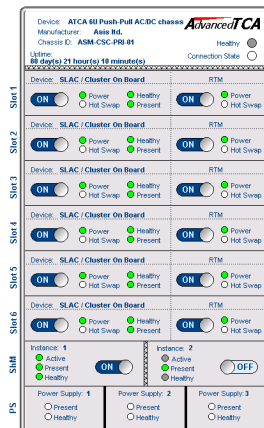 Device: ATCA 6U Push-Pull AC/DC chass AdvancedTCA
Manufacturer: Asis ltd.
Chassis ID: ASM-CSC-PRI-01 Healthy
Uptime: Connection State
80 day(s) 21 hour(s) 10 minute(s)
Slot 1
Device: SLAC / Cluster On Board RTM
ON Power Healthy ON Power
Hot Swap Present Hot Swap
Slot 2
Device: SLAC / Cluster On Board RTM
ON Power Healthy ON Power
Hot Swap Present Hot Swap
Slot 3
Device: SLAC / Cluster On Board RTM
ON Power Healthy ON Power
Hot Swap Present Hot Swap
Slot 4
Device: SLAC / Cluster On Board RTM
ON Power Healthy ON Power
Hot Swap Present Hot Swap
Slot 5
Device: SLAC / Cluster On Board RTM
ON Power Healthy ON Power
Hot Swap Present Hot Swap
Slot 6
Device: SLAC / Cluster On Board RTM
ON Power Healthy ON Power
Hot Swap Present Hot Swap
ShM
Instance: 1 Instance: 2
Active Active
Present ON Present OFF
Healthy Healthy
PS
Power Supply: 1 Power Supply: 2 Power Supply: 3
Present Present Present
Healthy Healthy Healthy